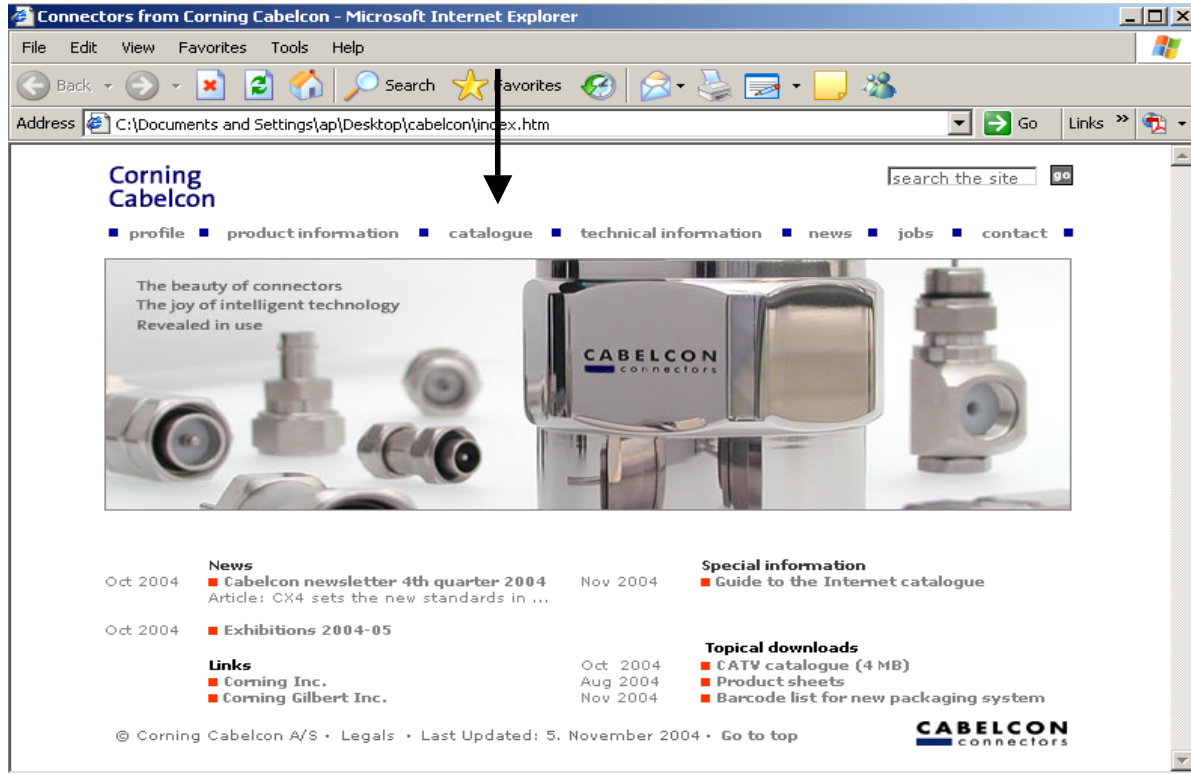 Connectors from Corning Cabelcon - Microsoft Internet Explorer
File Edit View Favorites Tools Help
Back Search Favorites
Address C:\Documents and Settings\ap\Desktop\cabelcon\index.htm Go Links »
Corning
Cabelcon
search the site go
profile product information catalogue technical information news jobs contact
The beauty of connectors
The joy of intelligent technology
Revealed in use
CABELCON
connectors
News
Oct 2004 Cabelcon newsletter 4th quarter 2004
Article: CX4 sets the new standards in ...
Oct 2004 Exhibitions 2004-05
Links
Corning Inc.
Corning Gilbert Inc.
Special information
Nov 2004 Guide to the Internet catalogue
Topical downloads
Oct 2004 CATV catalogue (4 MB)
Aug 2004 Product sheets
Nov 2004 Barcode list for new packaging system
© Corning Cabelcon A/S • Legals • Last Updated: 5. November 2004 • Go to top
CABELCON
connectors